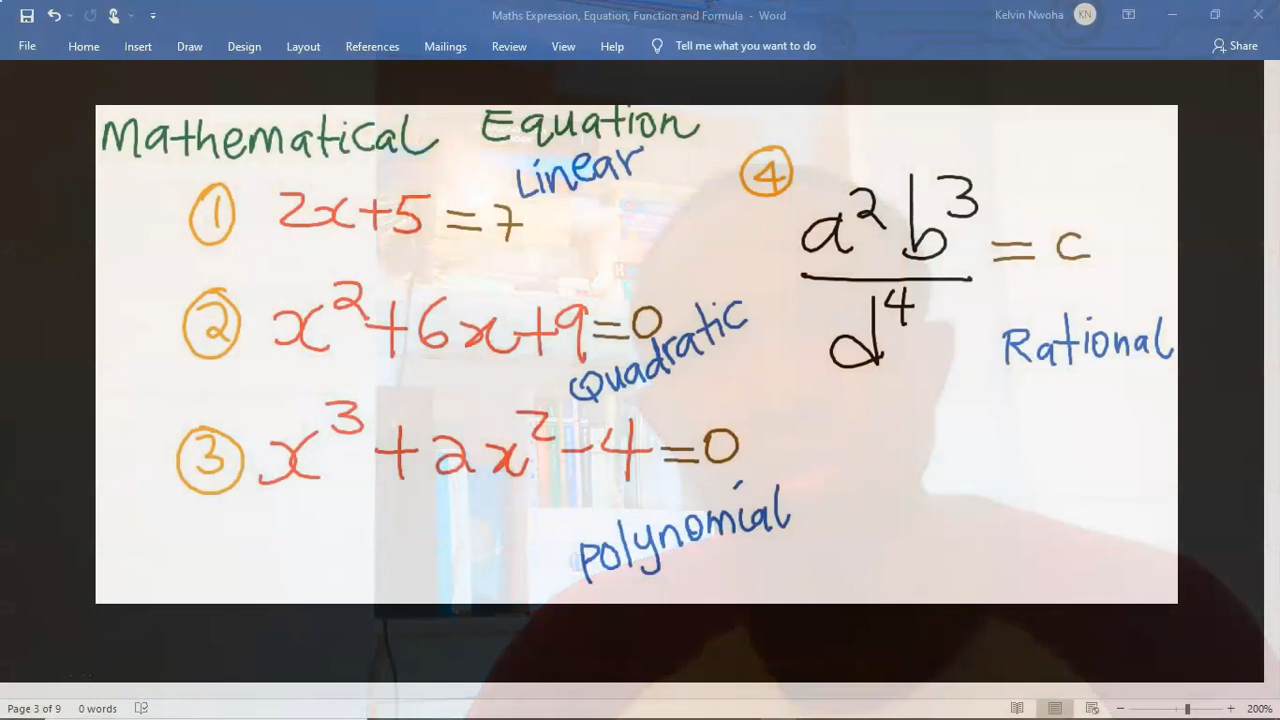 Maths Expression, Equation, Function and Formula - Word
Kelvin Nwoha KN
File Home Insert Draw Design Layout References Mailings Review View Help Tell me what you want to do Share
Mathematical Equation
① 2x+5 = 7
Linear
② x² + 6x + 9 = 0
Quadratic
③ x³ + 2x² - 4 = 0
polynomial
④ a²b³/d⁴ = c
Rational
Page 3 of 9 0 words 200%